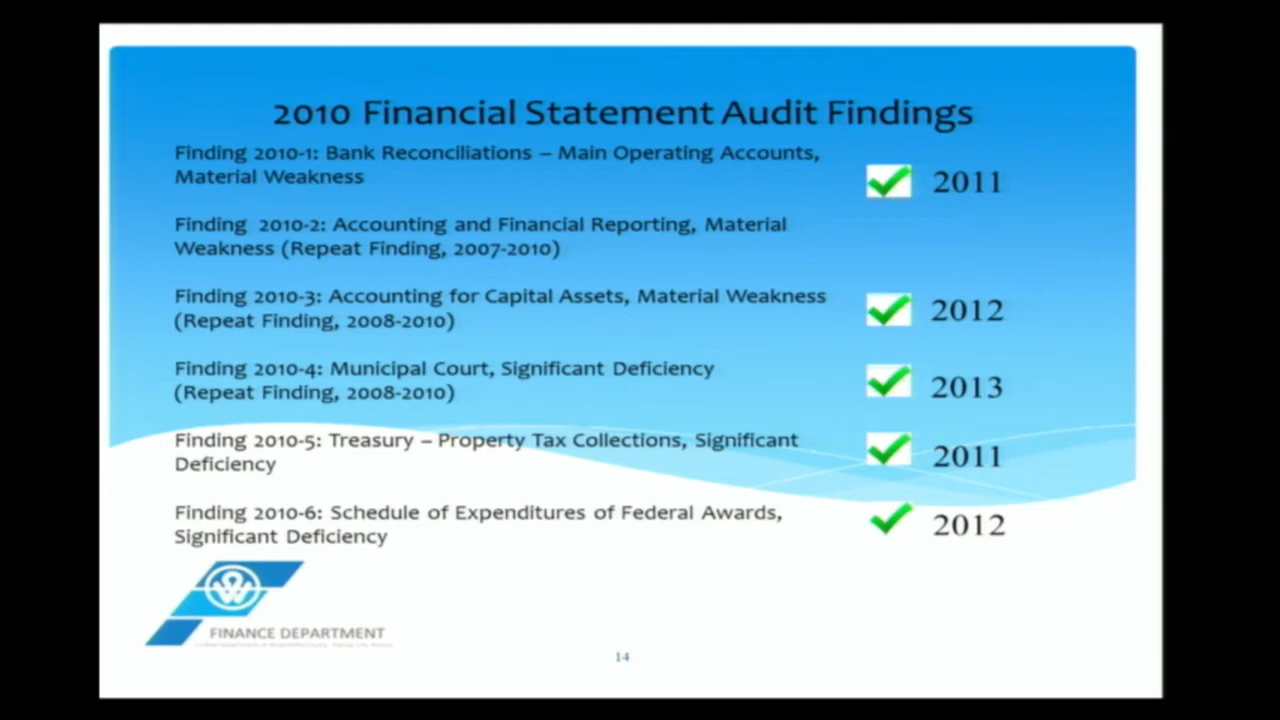 2010 Financial Statement Audit Findings
Finding 2010-1: Bank Reconciliations – Main Operating Accounts,
Material Weakness
2011
Finding 2010-2: Accounting and Financial Reporting, Material
Weakness (Repeat Finding, 2007-2010)
Finding 2010-3: Accounting for Capital Assets, Material Weakness
(Repeat Finding, 2008-2010)
2012
Finding 2010-4: Municipal Court, Significant Deficiency
(Repeat Finding, 2008-2010)
2013
Finding 2010-5: Treasury – Property Tax Collections, Significant
Deficiency
2011
Finding 2010-6: Schedule of Expenditures of Federal Awards,
Significant Deficiency
2012
FINANCE DEPARTMENT
14